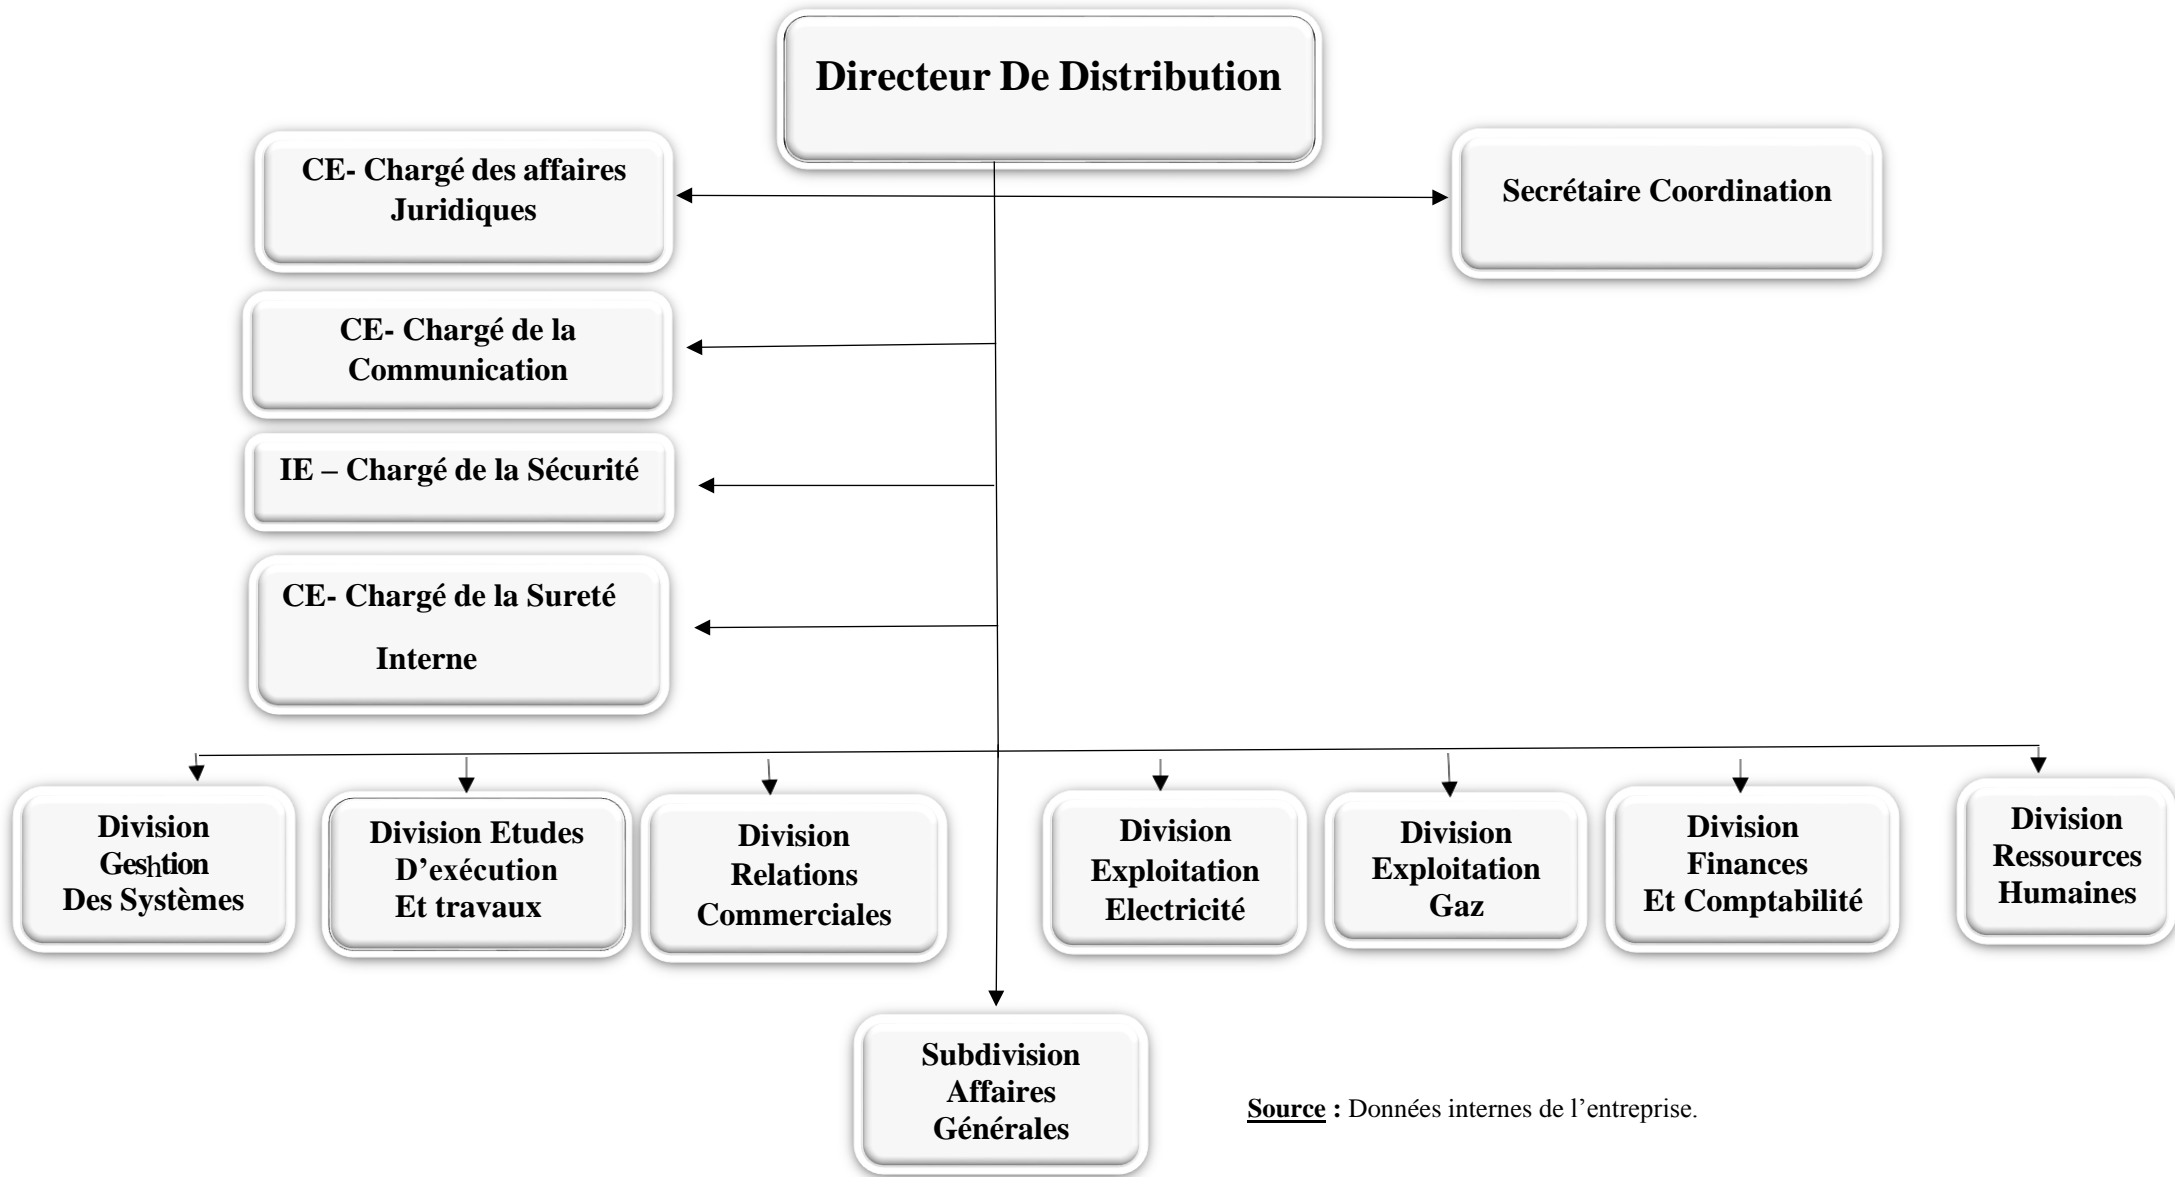 Directeur De Distribution
CE- Chargé des affaires
Juridiques
Secrétaire Coordination
CE- Chargé de la
Communication
IE – Chargé de la Sécurité
CE- Chargé de la Sureté
Interne
Division
Geshtion
Des Systèmes
Division Etudes
D’exécution
Et travaux
Division
Relations
Commerciales
Division
Exploitation
Electricité
Division
Exploitation
Gaz
Division
Finances
Et Comptabilité
Division
Ressources
Humaines
Subdivision
Affaires
Générales
Source : Données internes de l’entreprise.